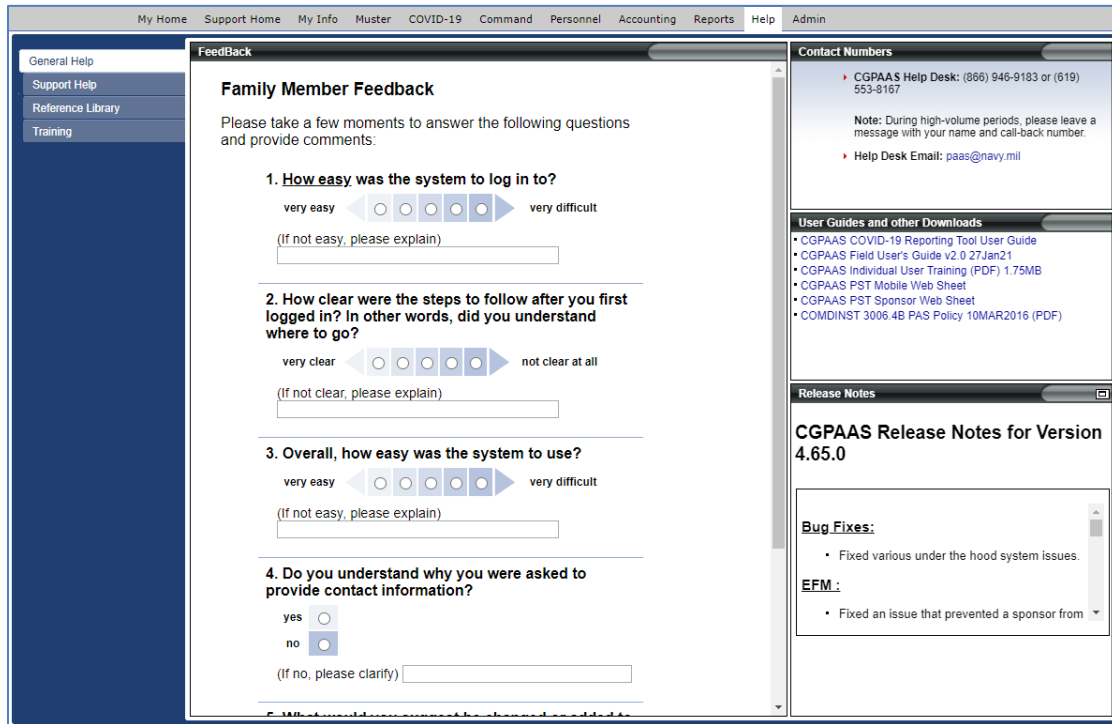 My Home Support Home My Info Muster COVID-19 Command Personnel Accounting Reports Help Admin
General Help
Support Help
Reference Library
Training
FeedBack
Family Member Feedback
Please take a few moments to answer the following questions
and provide comments:
1. How easy was the system to log in to?
very easy very difficult
(If not easy, please explain)
2. How clear were the steps to follow after you first
logged in? In other words, did you understand
where to go?
very clear not clear at all
(If not clear, please explain)
3. Overall, how easy was the system to use?
very easy very difficult
(If not easy, please explain)
4. Do you understand why you were asked to
provide contact information?
yes
no
(If no, please clarify)
5. What would you suggest be changed or added to
Contact Numbers
CGPAAS Help Desk: (866) 946-9183 or (619)
553-8167
Note: During high-volume periods, please leave a
message with your name and call-back number.
Help Desk Email: paas@navy.mil
User Guides and other Downloads
CGPAAS COVID-19 Reporting Tool User Guide
CGPAAS Field User's Guide v2.0 27Jan21
CGPAAS Individual User Training (PDF) 1.75MB
CGPAAS PST Mobile Web Sheet
CGPAAS PST Sponsor Web Sheet
COMDINST 3006.4B PAS Policy 10MAR2016 (PDF)
Release Notes
CGPAAS Release Notes for Version
4.65.0
Bug Fixes:
Fixed various under the hood system issues.
EFM :
Fixed an issue that prevented a sponsor from